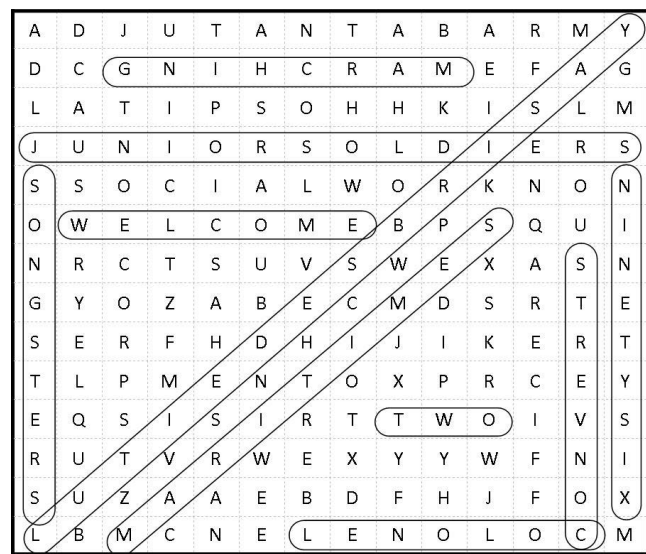 A D J U T A N T A B A R M Y
D C G N I H C R A M E F A G
L A T I P S O H H K I S L M
J U N I O R S O L D I E R S
S S O C I A L W O R K N O N
O W E L C O M E B P S Q U I
N R C T S U V S W E X A S N
G Y O Z A B E C M D S R T E
S E R F H D H I J I K E R T
T L P M E N T O X P R C E Y
E Q S I S I R T T W O I V S
R U T V R W E X Y Y W F N I
S U Z A A E B D F H J F O X
L B M C N E L E N O L O C M